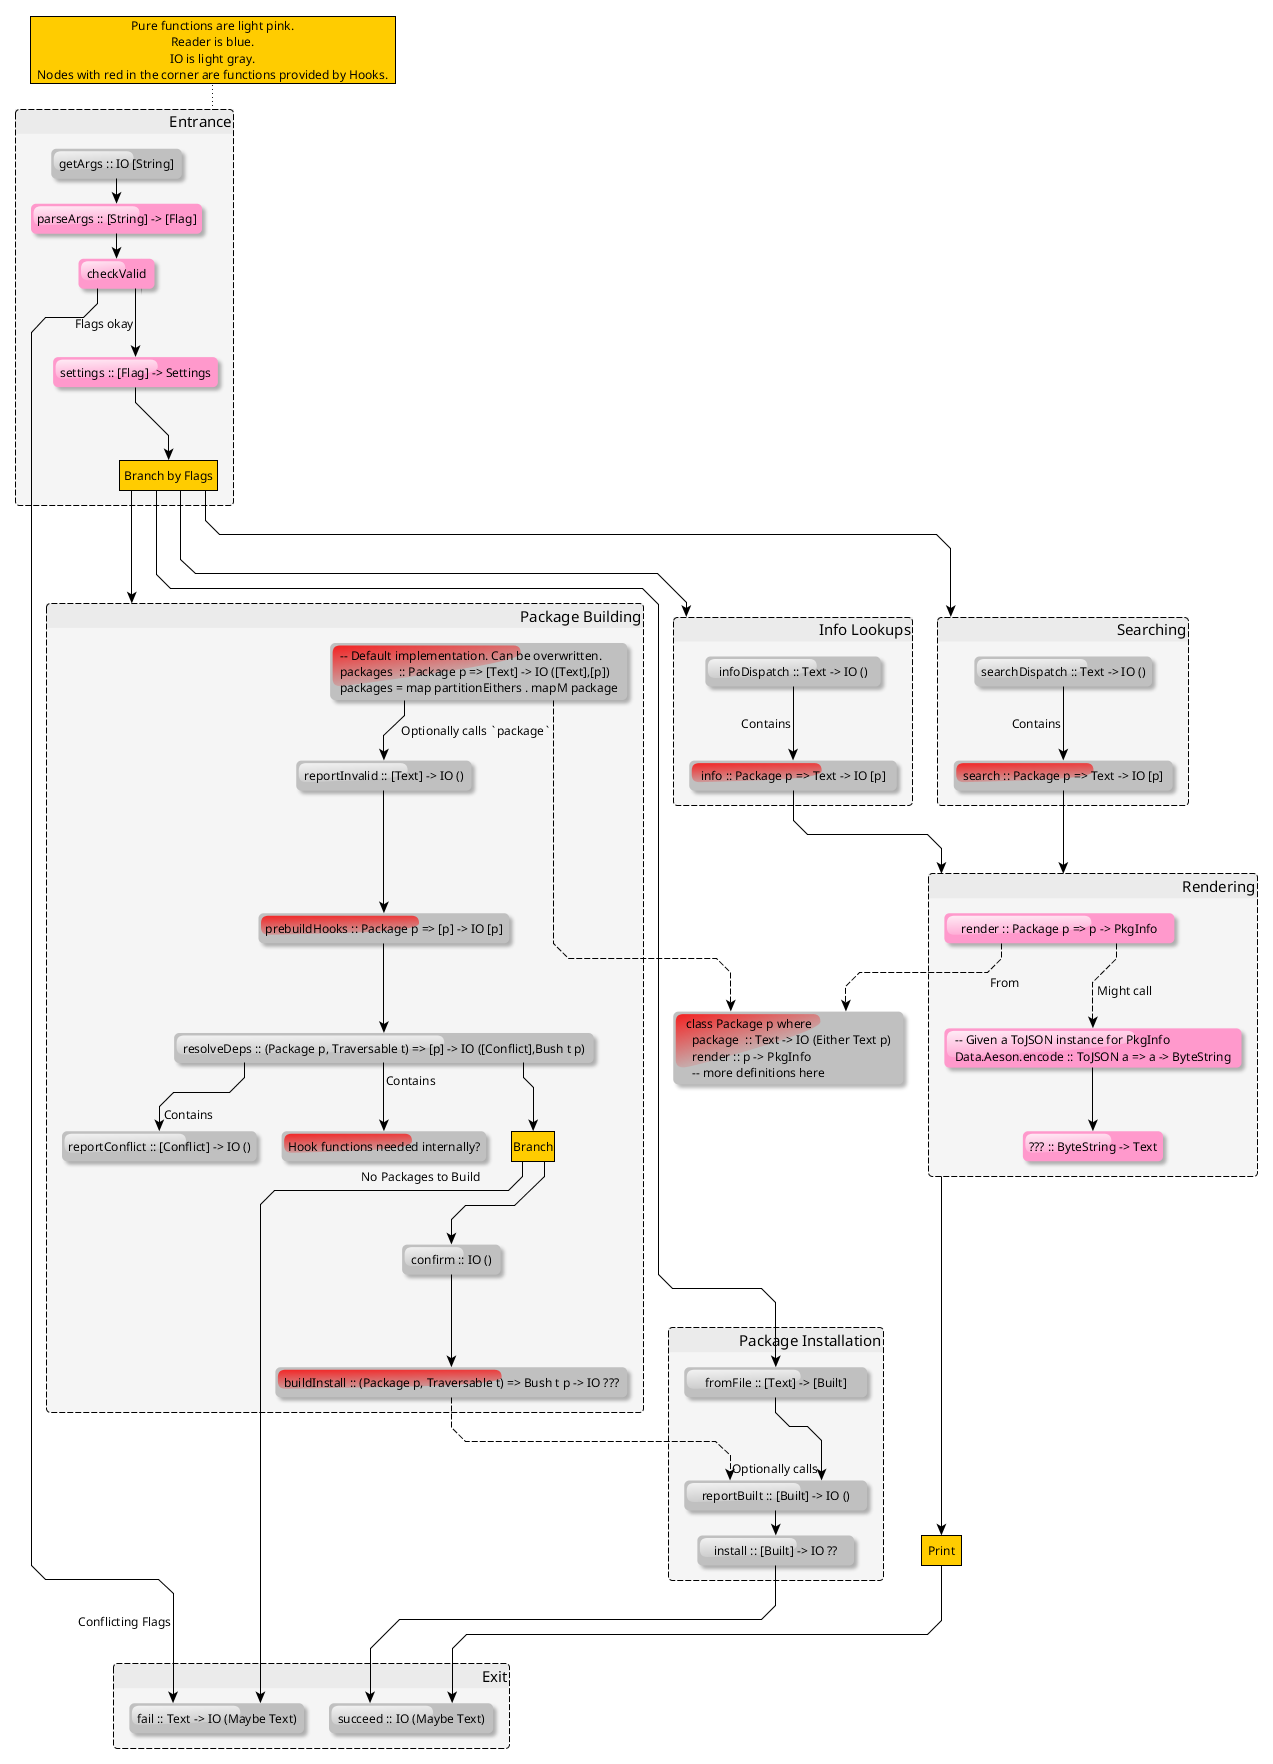 Pure functions are light pink.
Reader is blue.
IO is light gray.
Nodes with red in the corner are functions provided by Hooks.
Entrance
getArgs :: IO [String]
parseArgs :: [String] -> [Flag]
checkValid
Flags okay
settings :: [Flag] -> Settings
Branch by Flags
Package Building
-- Default implementation. Can be overwritten.
packages  :: Package p => [Text] -> IO ([Text],[p])
packages = map partitionEithers . mapM package
Optionally calls `package`
reportInvalid :: [Text] -> IO ()
prebuildHooks :: Package p => [p] -> IO [p]
resolveDeps :: (Package p, Traversable t) => [p] -> IO ([Conflict],Bush t p)
Contains
Contains
reportConflict :: [Conflict] -> IO ()
Hook functions needed internally?
Branch
No Packages to Build
confirm :: IO ()
buildInstall :: (Package p, Traversable t) => Bush t p -> IO ???
Info Lookups
infoDispatch :: Text -> IO ()
Contains
info :: Package p => Text -> IO [p]
Searching
searchDispatch :: Text -> IO ()
Contains
search :: Package p => Text -> IO [p]
Rendering
render :: Package p => p -> PkgInfo
From
Might call
class Package p where
package  :: Text -> IO (Either Text p)
render :: p -> PkgInfo
-- more definitions here
-- Given a ToJSON instance for PkgInfo
Data.Aeson.encode :: ToJSON a => a -> ByteString
??? :: ByteString -> Text
Package Installation
fromFile :: [Text] -> [Built]
Optionally calls
reportBuilt :: [Built] -> IO ()
install :: [Built] -> IO ??
Print
Conflicting Flags
Exit
fail :: Text -> IO (Maybe Text)
succeed :: IO (Maybe Text)